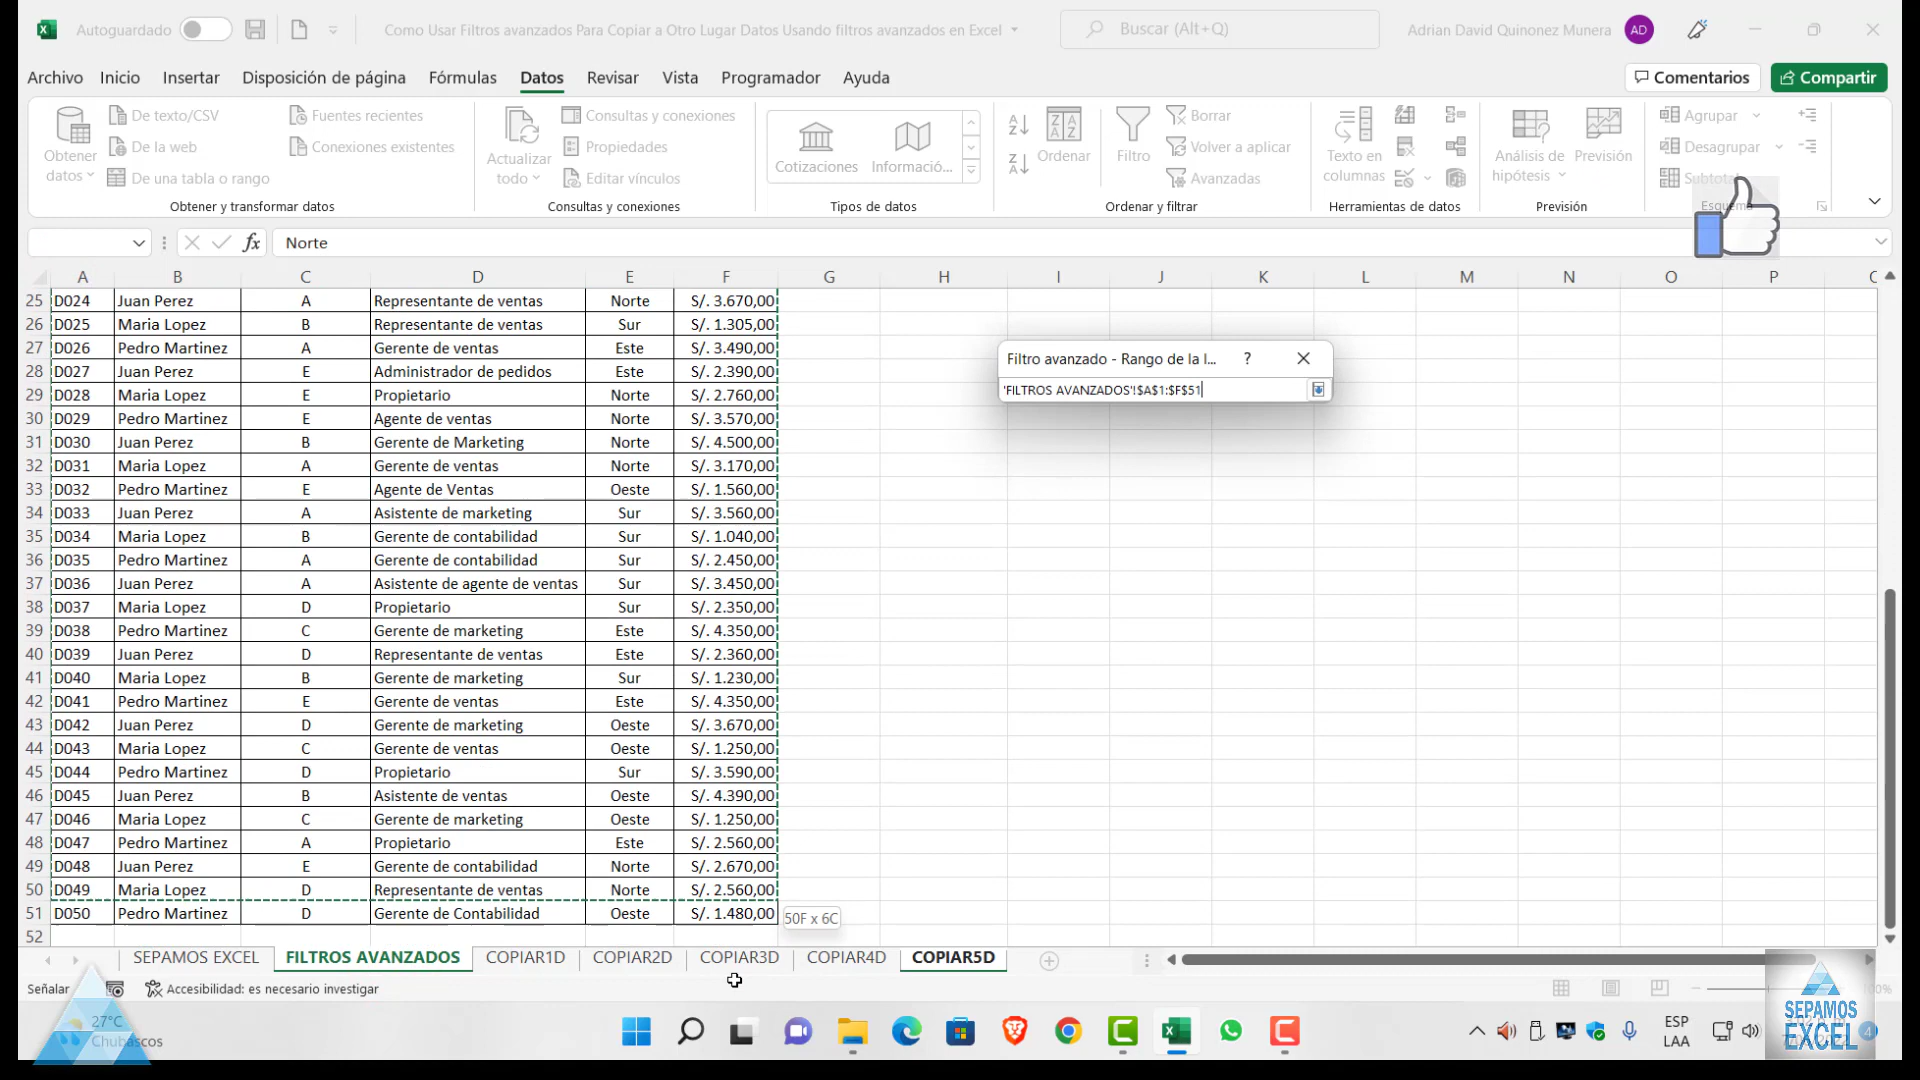 Autoguardado
Como Usar Filtros avanzados Para Copiar a Otro Lugar Datos Usando filtros avanzados en Excel
Buscar (Alt+Q)
Adrian David Quinonez Munera AD
Archivo Inicio Insertar Disposición de página Fórmulas Datos Revisar Vista Programador Ayuda Comentarios Compartir
Obtener datos
De texto/CSV
De la web
De una tabla o rango
Fuentes recientes
Conexiones existentes
Obtener y transformar datos
Actualizar todo
Consultas y conexiones
Propiedades
Editar vínculos
Consultas y conexiones
Cotizaciones Informació...
Tipos de datos
Ordenar
Filtro
Borrar
Volver a aplicar
Avanzadas
Ordenar y filtrar
Texto en columnas
Herramientas de datos
Análisis de hipótesis
Previsión
Previsión
Agrupar
Desagrupar
fx Norte
A B C D E F G H I J K L M N O P
25 D024 Juan Perez A Representante de ventas Norte S/. 3.670,00
26 D025 Maria Lopez B Representante de ventas Sur S/. 1.305,00
27 D026 Pedro Martinez A Gerente de ventas Este S/. 3.490,00
28 D027 Juan Perez E Administrador de pedidos Este S/. 2.390,00
29 D028 Maria Lopez E Propietario Norte S/. 2.760,00
30 D029 Pedro Martinez E Agente de ventas Norte S/. 3.570,00
31 D030 Juan Perez B Gerente de Marketing Norte S/. 4.500,00
32 D031 Maria Lopez A Gerente de ventas Norte S/. 3.170,00
33 D032 Pedro Martinez E Agente de Ventas Oeste S/. 1.560,00
34 D033 Juan Perez A Asistente de marketing Sur S/. 3.560,00
35 D034 Maria Lopez B Gerente de contabilidad Sur S/. 1.040,00
36 D035 Pedro Martinez A Gerente de contabilidad Sur S/. 2.450,00
37 D036 Juan Perez A Asistente de agente de ventas Sur S/. 3.450,00
38 D037 Maria Lopez D Propietario Sur S/. 2.350,00
39 D038 Pedro Martinez C Gerente de marketing Este S/. 4.350,00
40 D039 Juan Perez D Representante de ventas Este S/. 2.360,00
41 D040 Maria Lopez B Gerente de marketing Sur S/. 1.230,00
42 D041 Pedro Martinez E Gerente de ventas Este S/. 4.350,00
43 D042 Juan Perez D Gerente de marketing Oeste S/. 3.670,00
44 D043 Maria Lopez C Gerente de ventas Oeste S/. 1.250,00
45 D044 Pedro Martinez D Propietario Sur S/. 3.590,00
46 D045 Juan Perez B Asistente de ventas Oeste S/. 4.390,00
47 D046 Maria Lopez C Gerente de marketing Oeste S/. 1.250,00
48 D047 Pedro Martinez A Propietario Este S/. 2.560,00
49 D048 Juan Perez E Gerente de contabilidad Norte S/. 2.670,00
50 D049 Maria Lopez D Representante de ventas Norte S/. 2.560,00
51 D050 Pedro Martinez D Gerente de Contabilidad Oeste S/. 1.480,00
52
50F x 6C
Filtro avanzado - Rango de la l... ?
'FILTROS AVANZADOS'!$A$1:$F$51
SEPAMOS EXCEL FILTROS AVANZADOS COPIAR1D COPIAR2D COPIAR3D COPIAR4D COPIAR5D
Señalar Accesibilidad: es necesario investigar
27°C
Chubascos
ESP
LAA
SEPAMOS
EXCEL
4